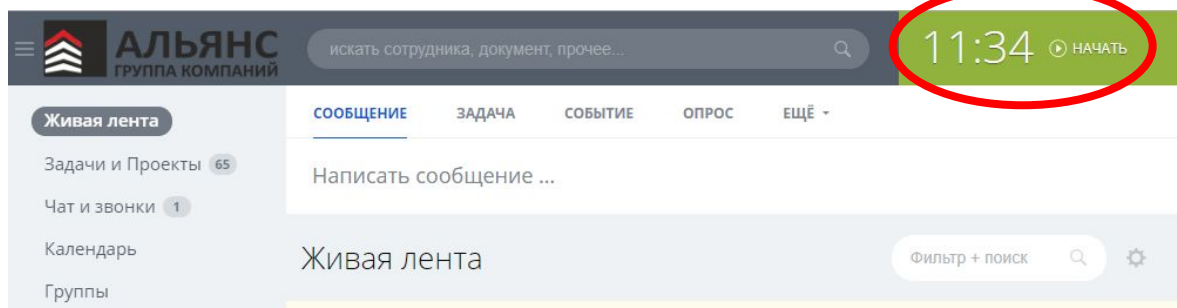 АЛЬЯНС
ГРУППА КОМПАНИЙ
искать сотрудника, документ, прочее...
11:34 НАЧАТЬ
Живая лента
Задачи и Проекты 65
Чат и звонки 1
Календарь
Группы
СООБЩЕНИЕ ЗАДАЧА СОБЫТИЕ ОПРОС ЕЩЁ
Написать сообщение ...
Живая лента
Фильтр + поиск